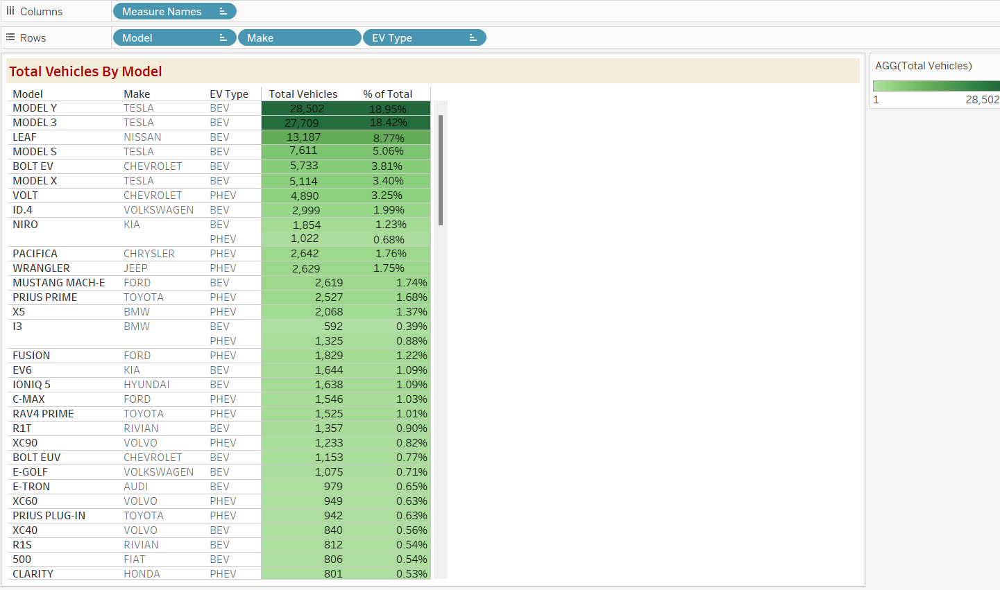 Columns Measure Names
Rows Model Make EV Type
Total Vehicles By Model
Model Make EV Type Total Vehicles % of Total
MODEL Y TESLA BEV 28,502 18.95%
MODEL 3 TESLA BEV 27,709 18.42%
LEAF NISSAN BEV 13,187 8.77%
MODEL S TESLA BEV 7,611 5.06%
BOLT EV CHEVROLET BEV 5,733 3.81%
MODEL X TESLA BEV 5,114 3.40%
VOLT CHEVROLET PHEV 4,890 3.25%
ID.4 VOLKSWAGEN BEV 2,999 1.99%
NIRO KIA BEV 1,854 1.23%
PHEV 1,022 0.68%
PACIFICA CHRYSLER PHEV 2,642 1.76%
WRANGLER JEEP PHEV 2,629 1.75%
MUSTANG MACH-E FORD BEV 2,619 1.74%
PRIUS PRIME TOYOTA PHEV 2,527 1.68%
X5 BMW PHEV 2,068 1.37%
I3 BMW BEV 592 0.39%
PHEV 1,325 0.88%
FUSION FORD PHEV 1,829 1.22%
EV6 KIA BEV 1,644 1.09%
IONIQ 5 HYUNDAI BEV 1,638 1.09%
C-MAX FORD PHEV 1,546 1.03%
RAV4 PRIME TOYOTA PHEV 1,525 1.01%
R1T RIVIAN BEV 1,357 0.90%
XC90 VOLVO PHEV 1,233 0.82%
BOLT EUV CHEVROLET BEV 1,153 0.77%
E-GOLF VOLKSWAGEN BEV 1,075 0.71%
E-TRON AUDI BEV 979 0.65%
XC60 VOLVO PHEV 949 0.63%
PRIUS PLUG-IN TOYOTA PHEV 942 0.63%
XC40 VOLVO BEV 840 0.56%
R1S RIVIAN BEV 812 0.54%
500 FIAT BEV 806 0.54%
CLARITY HONDA PHEV 801 0.53%
AGG(Total Vehicles)
1 28,502